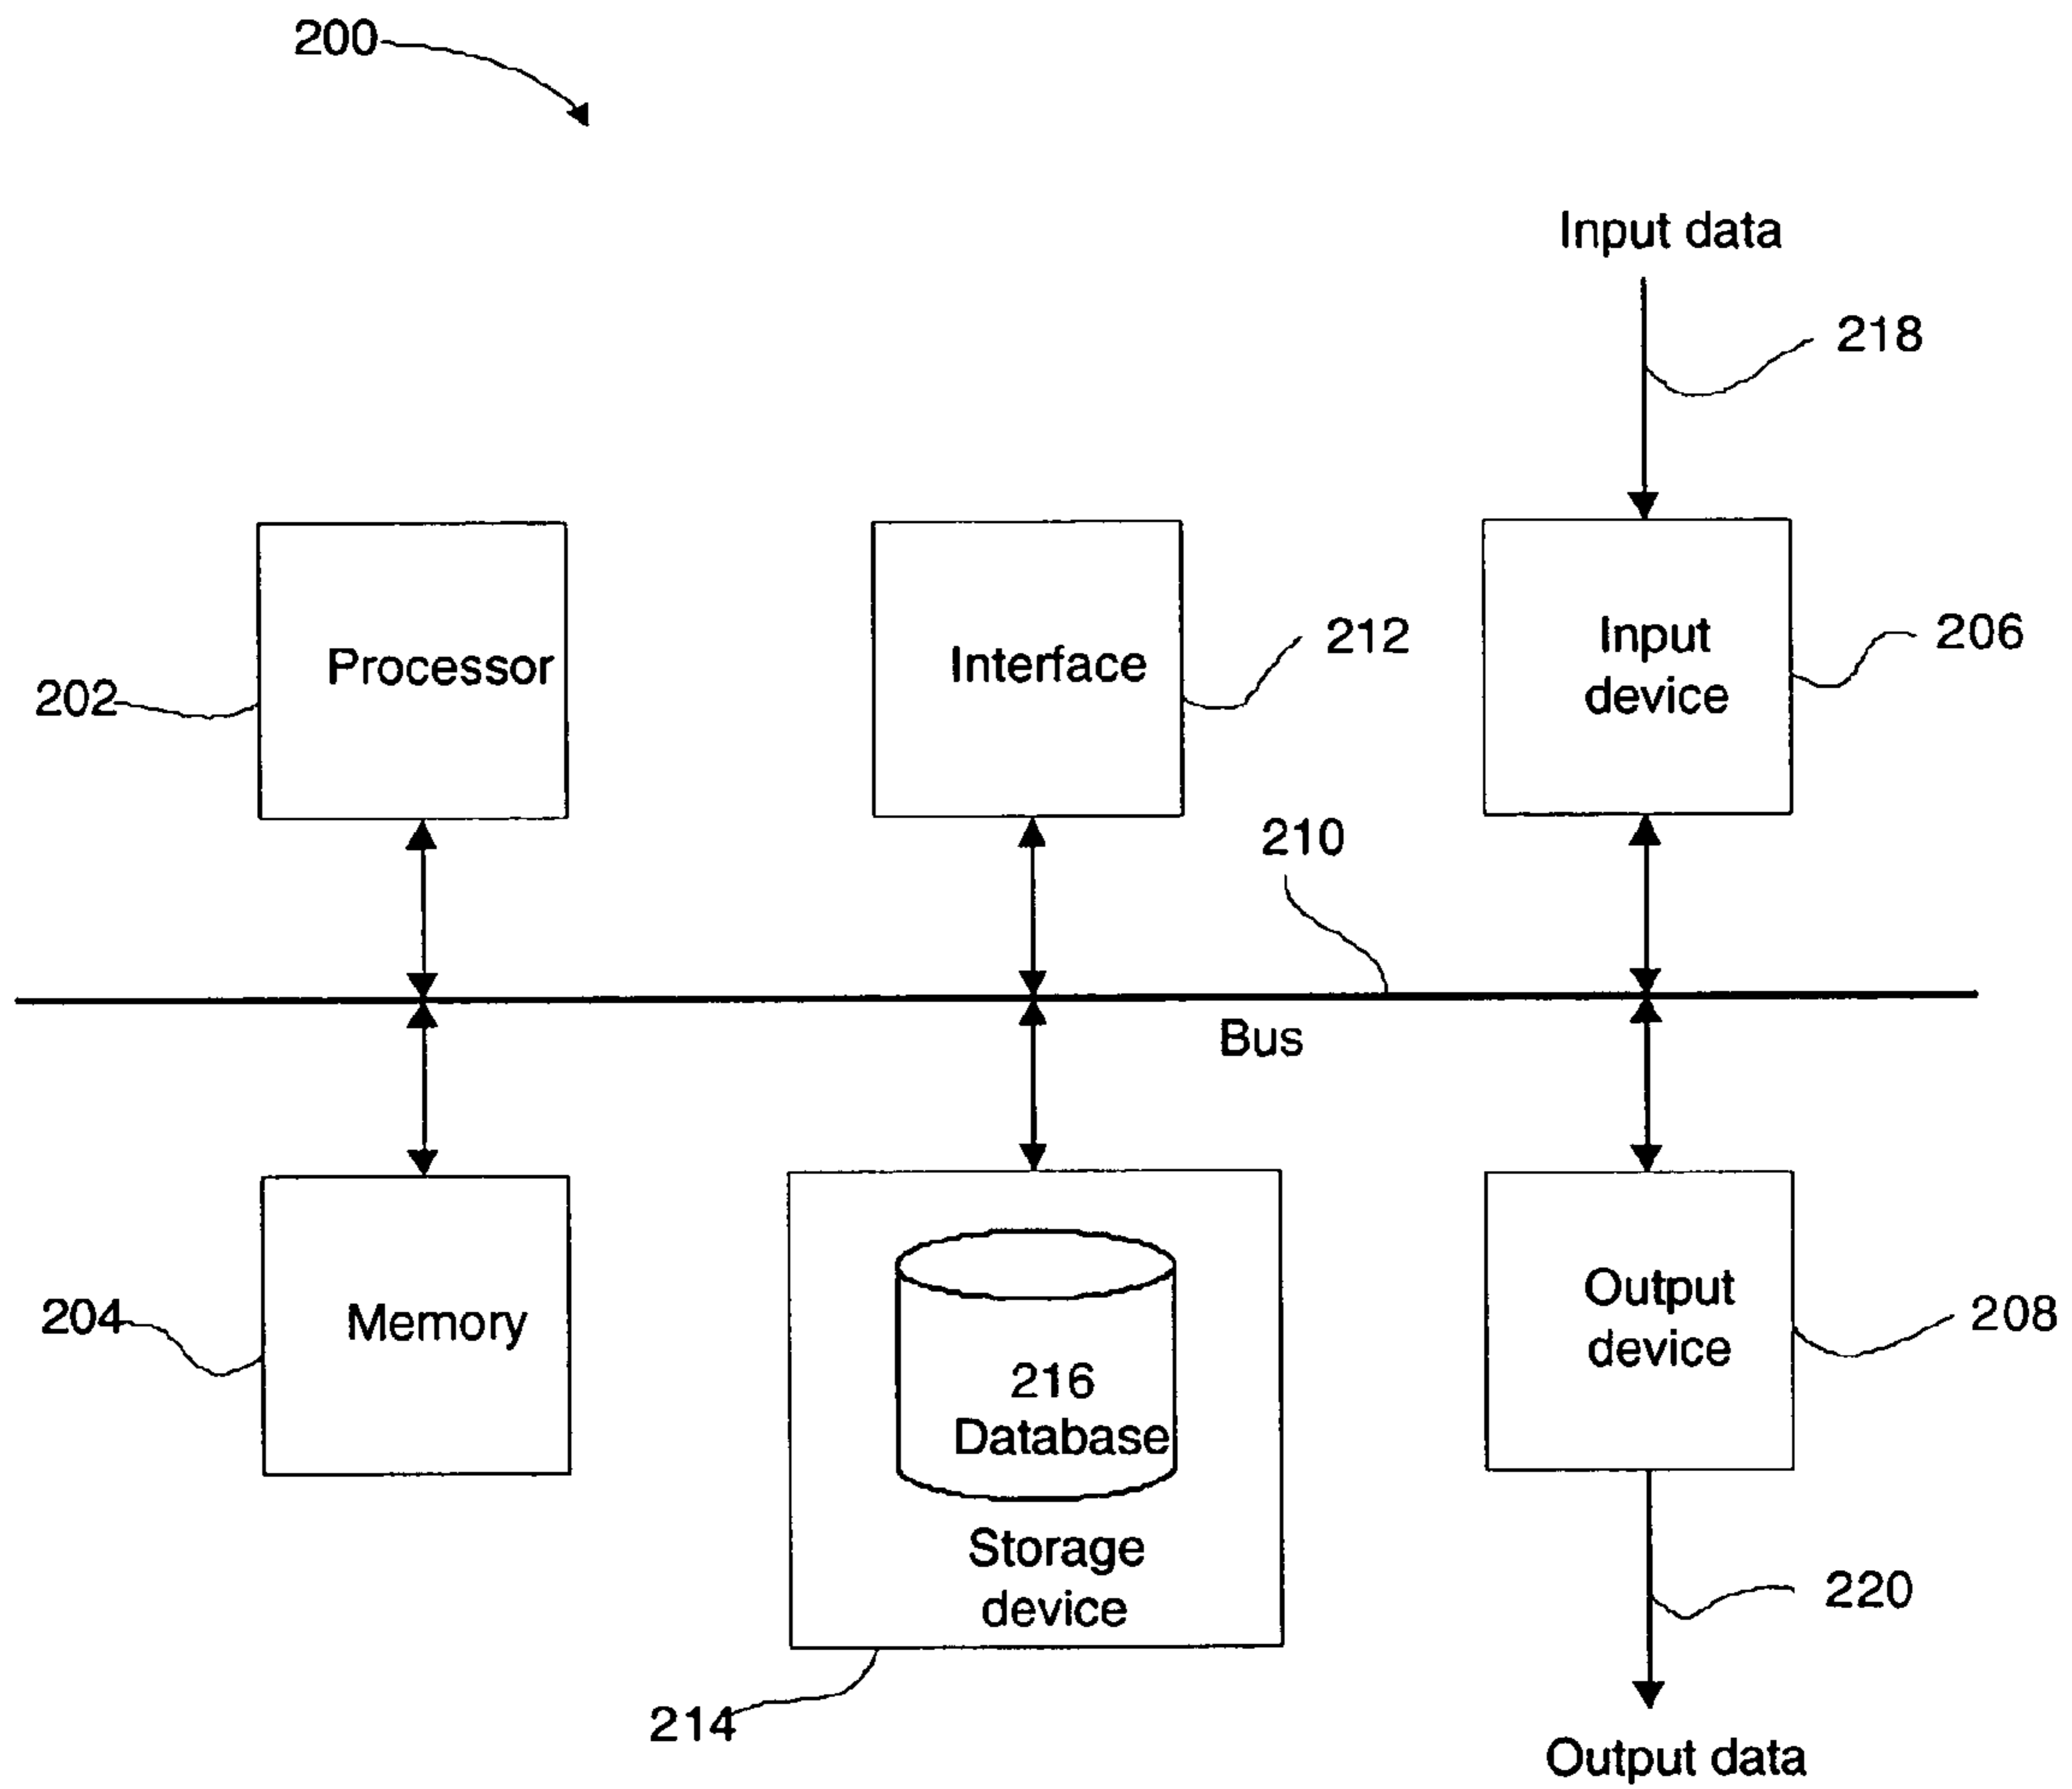 200
Input data
218
Processor
202
Interface
212
Input
device
206
210
Bus
Memory
204
216
Database
Storage
device
214
Output
device
208
220
Output data